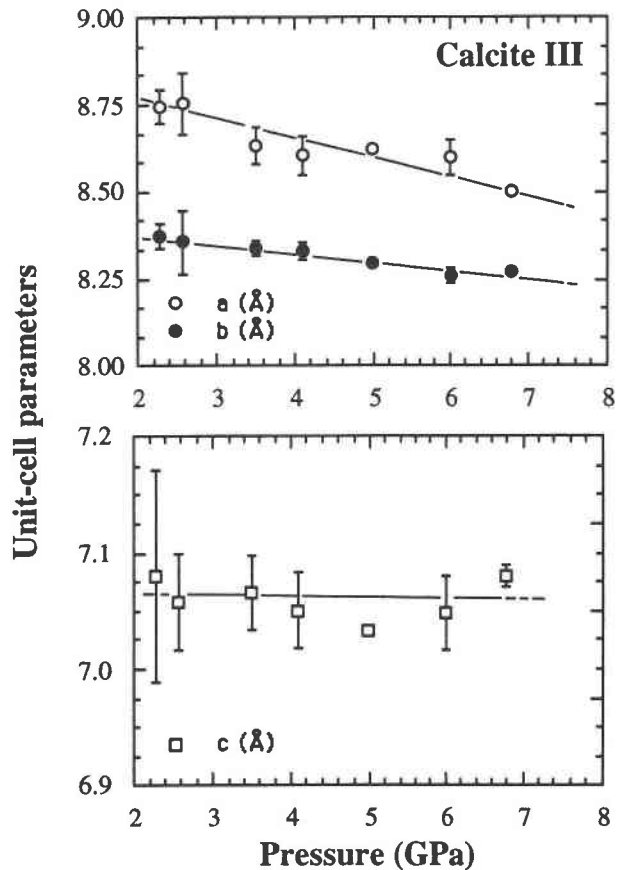 Calcite III
9.00
8.75
8.50
8.25
8.00
a (Å)
b (Å)
2 3 4 5 6 7 8
Unit-cell parameters
7.2
7.1
7.0
6.9
c (Å)
2 3 4 5 6 7 8
Pressure (GPa)